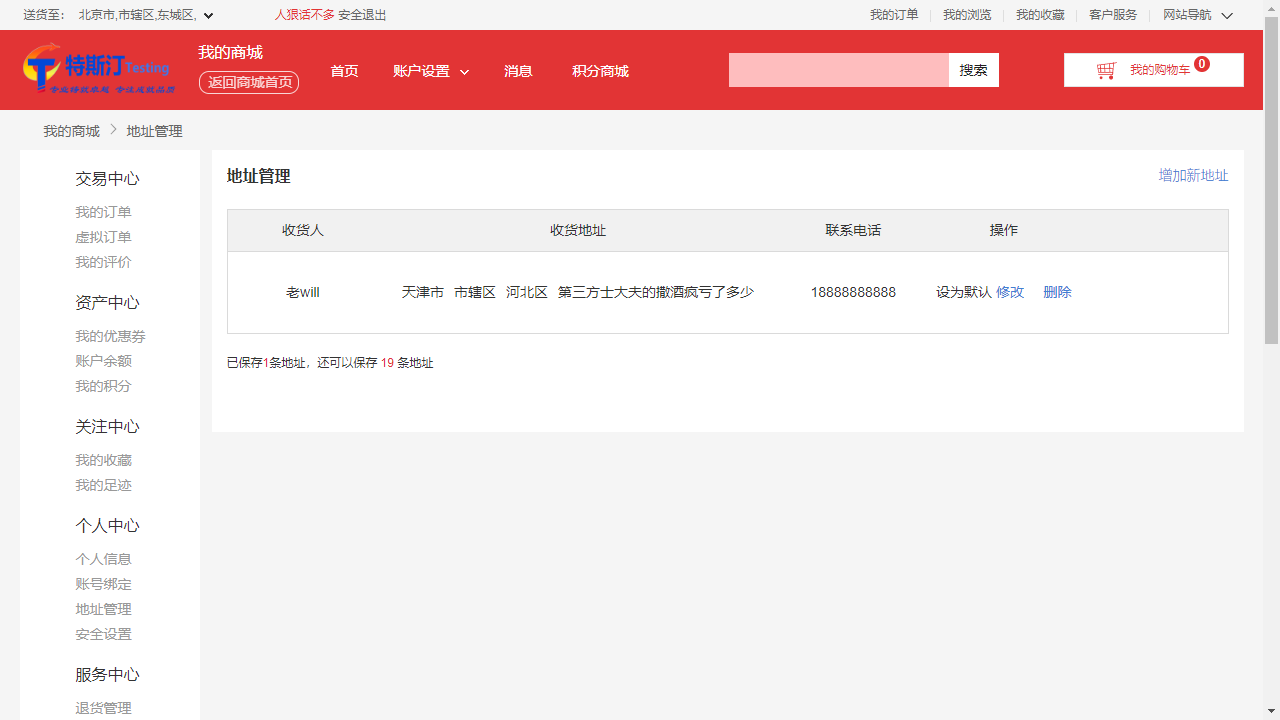 送货至： 北京市,市辖区,东城区, 人狠话不多 安全退出 我的订单 我的浏览 我的收藏 客户服务 网站导航
特斯汀Testing
我的商城
返回商城首页
首页 账户设置 消息 积分商城 搜索 我的购物车 0
我的商城 > 地址管理
交易中心
我的订单
虚拟订单
我的评价
资产中心
我的优惠券
账户余额
我的积分
关注中心
我的收藏
我的足迹
个人中心
个人信息
账号绑定
地址管理
安全设置
服务中心
退货管理
地址管理 增加新地址
收货人 收货地址 联系电话 操作
老will 天津市 市辖区 河北区 第三方士大夫的撒酒疯亏了多少 18888888888 设为默认 修改 删除
已保存1条地址，还可以保存 19 条地址